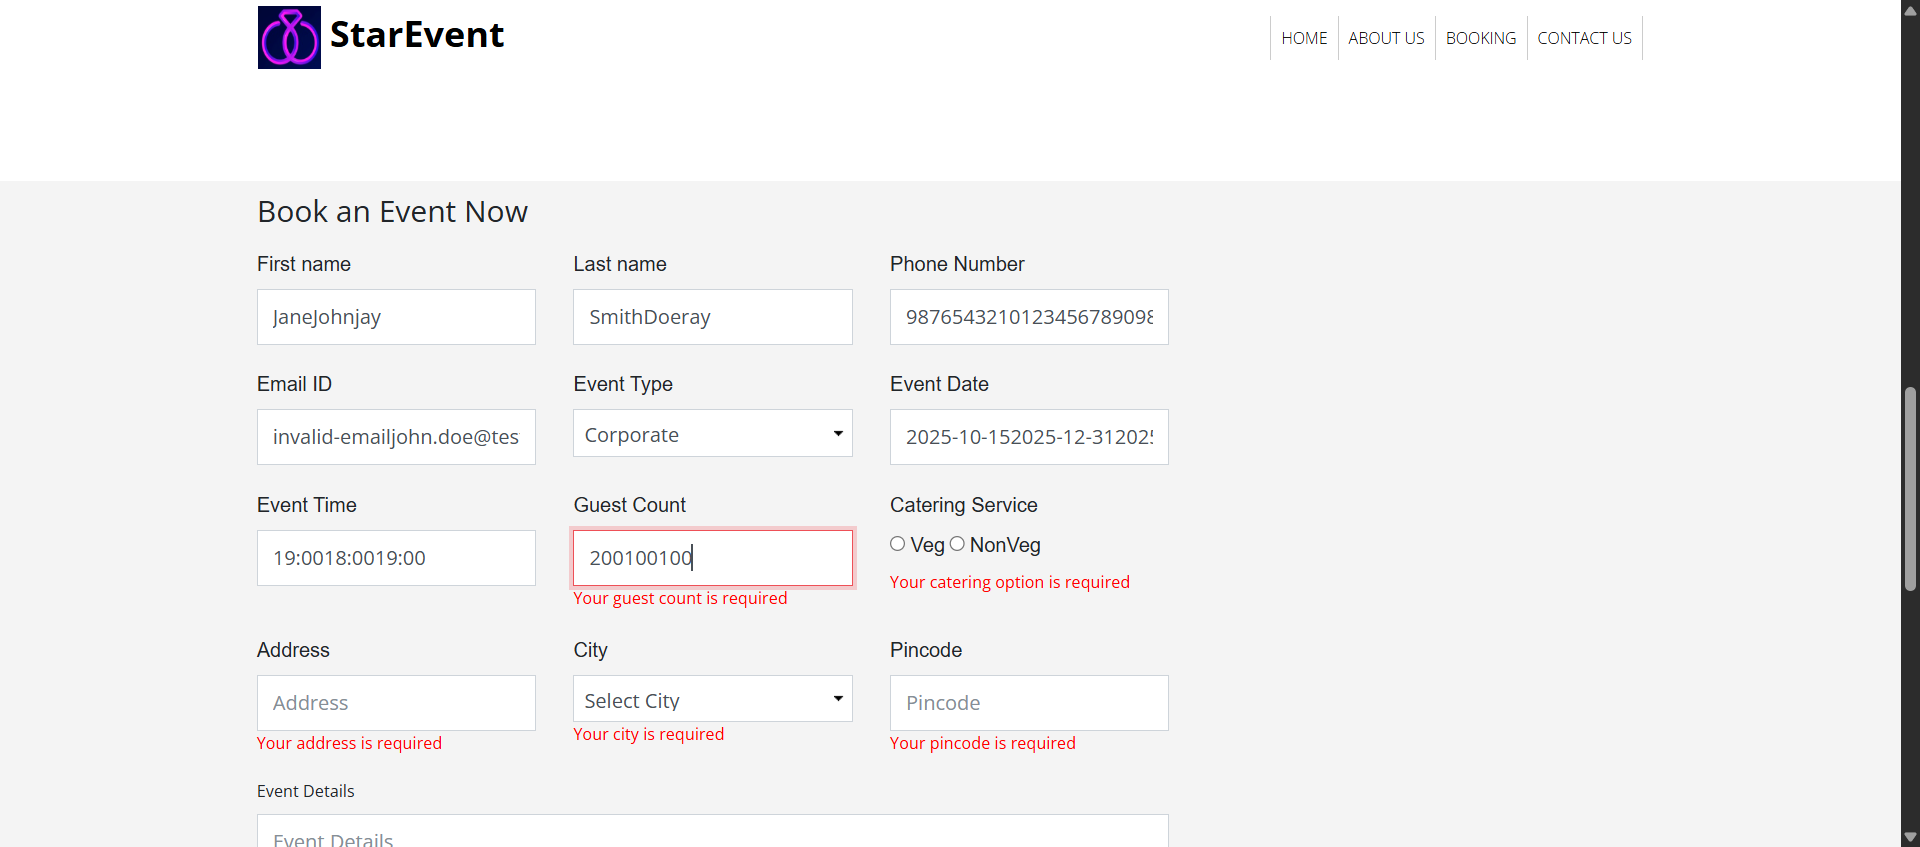 StarEvent
HOME ABOUT US BOOKING CONTACT US
Book an Event Now
First name Last name Phone Number
JaneJohnjay SmithDoeray 9876543210123456789098
Email ID Event Type Event Date
invalid-emailjohn.doe@tes Corporate 2025-10-152025-12-312025
Event Time Guest Count Catering Service
19:0018:0019:00 200100100 Veg NonVeg
Your guest count is required Your catering option is required
Address City Pincode
Address Select City Pincode
Your address is required Your city is required Your pincode is required
Event Details
Event Details